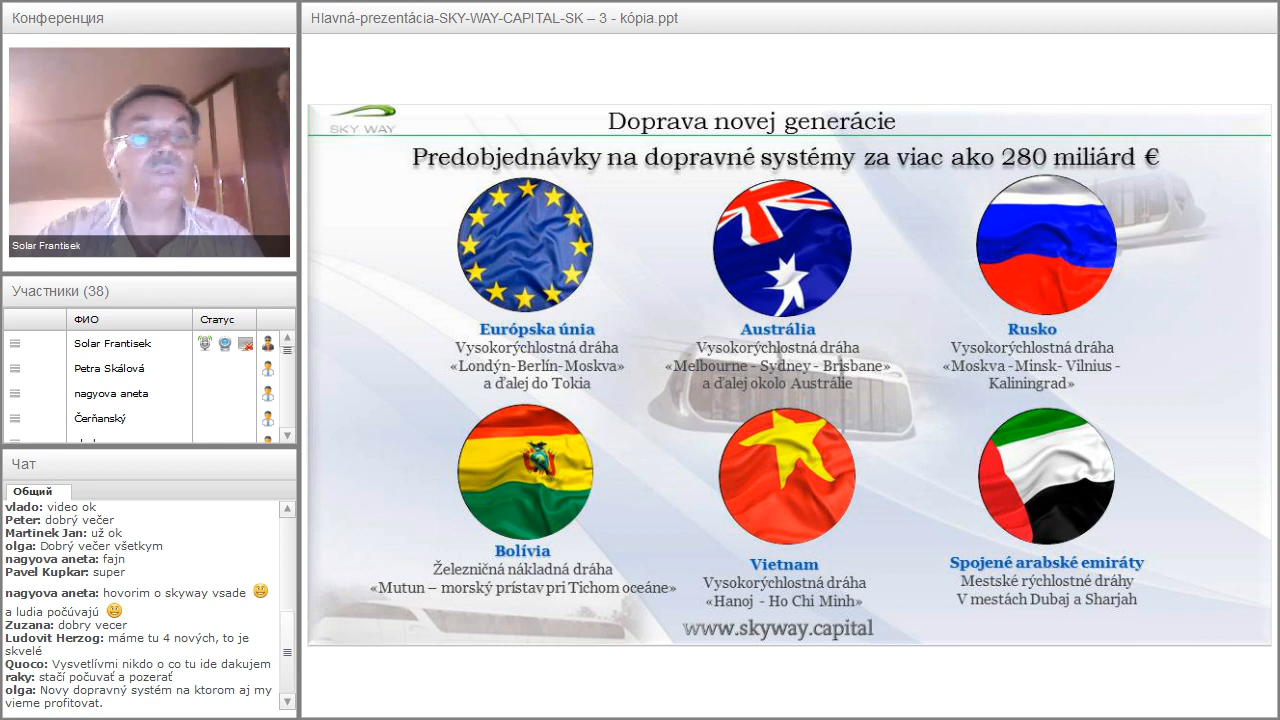 Конференция
Solar Frantisek
Участники (38)
ФИО
Статус
Solar Frantisek
Petra Skálová
nagyova aneta
Čerňanský
Чат
Общий
vlado: video ok
Peter: dobrý večer
Martinek Jan: už ok
olga: Dobrý večer všetkym
nagyova aneta: fajn
Pavel Kupkar: super
nagyova aneta: hovorim o skyway vsade
a ludia počúvajú
Zuzana: dobry vecer
Ludovit Herzog: máme tu 4 nových, to je
skvelé
Quoco: Vysvetlívmi nikdo o co tu ide dakujem
raky: stačí počuvať a pozerať
olga: Novy dopravný systém na ktorom aj my
vieme profitovat.
Hlavná-prezentácia-SKY-WAY-CAPITAL-SK – 3 - kópia.ppt
SKY WAY
Doprava novej generácie
Predobjednávky na dopravné systémy za viac ako 280 miliárd €
Európska únia
Vysokorýchlostná dráha
«Londýn-Berlín-Moskva»
a ďalej do Tokia
Austrália
Vysokorýchlostná dráha
«Melbourne - Sydney - Brisbane»
a ďalej okolo Austrálie
Rusko
Vysokorýchlostná dráha
«Moskva -Minsk- Vilnius -
Kaliningrad»
Bolívia
Železničná nákladná dráha
«Mutun – morský prístav pri Tichom oceáne»
Vietnam
Vysokorýchlostná dráha
«Hanoj - Ho Chi Minh»
Spojené arabské emiráty
Mestské rýchlostné dráhy
V mestách Dubaj a Sharjah
www.skyway.capital